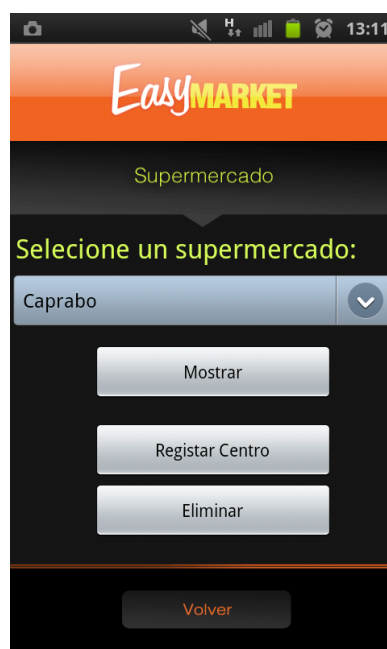 H
13:11
EasyMARKET
Supermercado
Selecione un supermercado:
Caprabo
Mostrar
Registar Centro
Eliminar
Volver